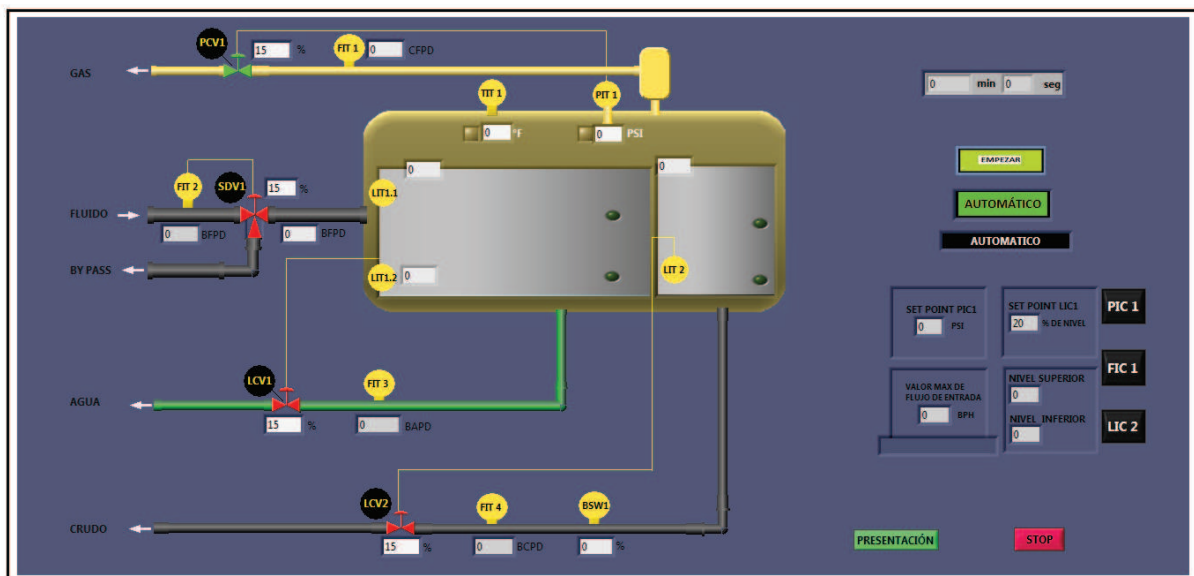 PCV1
15 %
FIT 1
0 CFPD
GAS
TIT 1
PIT 1
0 °F
0 PSI
0 min 0 seg
EMPEZAR
AUTOMÁTICO
AUTOMATICO
FIT 2
SDV1
15 %
LIT1.1
0
0
FLUIDO
0 BFPD
0 BFPD
BY PASS
LIT1.2
0
LIT 2
SET POINT PIC1
0 PSI
SET POINT LIC1
20 % DE NIVEL
PIC 1
VALOR MAX DE
FLUJO DE ENTRADA
0 BPH
NIVEL SUPERIOR
0
NIVEL INFERIOR
0
FIC 1
LIC 2
LCV1
FIT 3
AGUA
15 %
0 BAPD
LCV2
FIT 4
BSW1
CRUDO
15 %
0 BCPD
0 %
PRESENTACIÓN
STOP